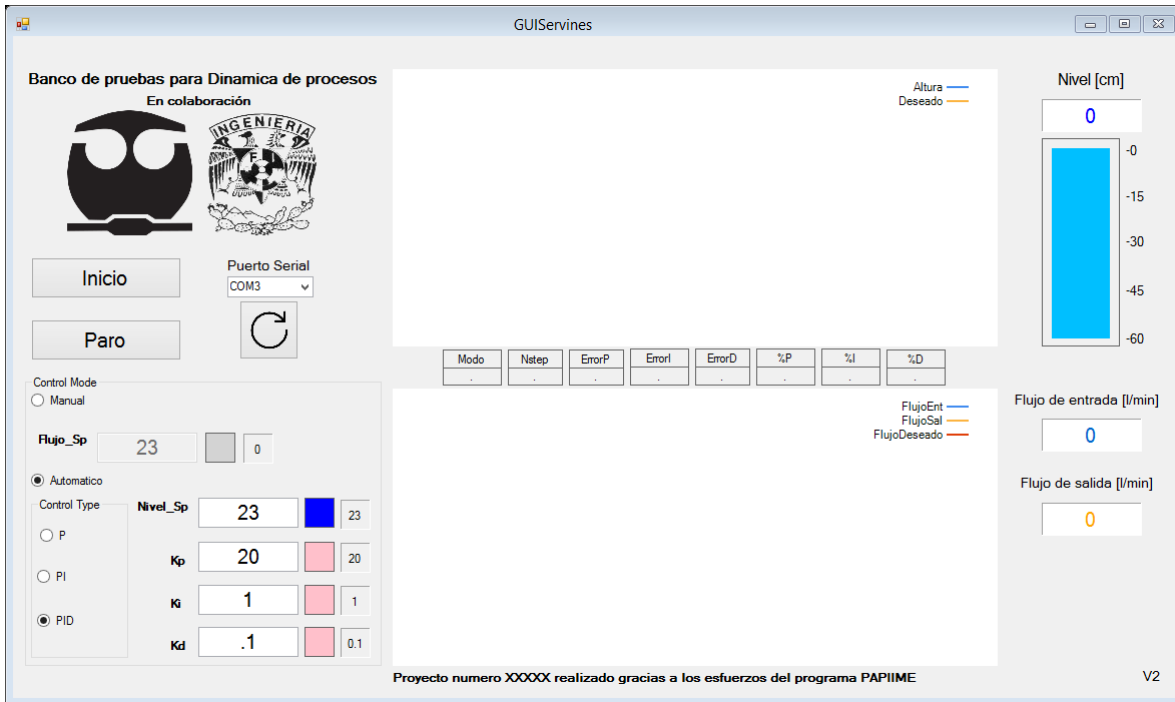 GUIServines
Banco de pruebas para Dinamica de procesos
En colaboración
INGENIERIA
F I
Inicio
Puerto Serial
COM3
Paro
Control Mode
Manual
Flujo_Sp 23 0
Automatico
Control Type
P
PI
PID
Nivel_Sp 23 23
Kp 20 20
Ki 1 1
Kd .1 0.1
Altura
Deseado
Modo Nstep ErrorP ErrorI ErrorD %P %I %D
. . . . . . . .
FlujoEnt
FlujoSal
FlujoDeseado
Nivel [cm]
0
-0
-15
-30
-45
-60
Flujo de entrada [l/min]
0
Flujo de salida [l/min]
0
Proyecto numero XXXXX realizado gracias a los esfuerzos del programa PAPIIME
V2